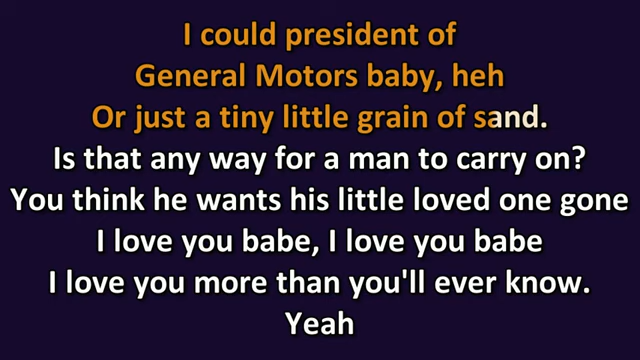 I could president of
General Motors baby, heh
Or just a tiny little grain of sand.
Is that any way for a man to carry on?
You think he wants his little loved one gone
I love you babe, I love you babe
I love you more than you'll ever know.
Yeah